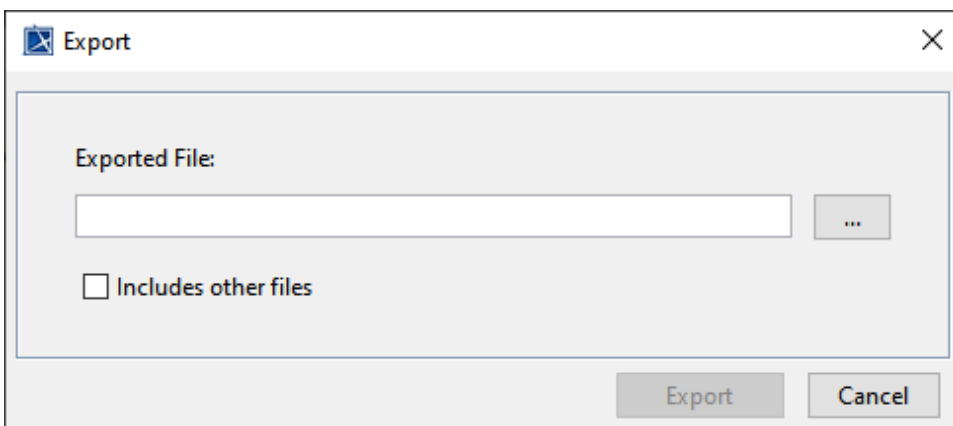 Export
Exported File:
...
Includes other files
Export
Cancel